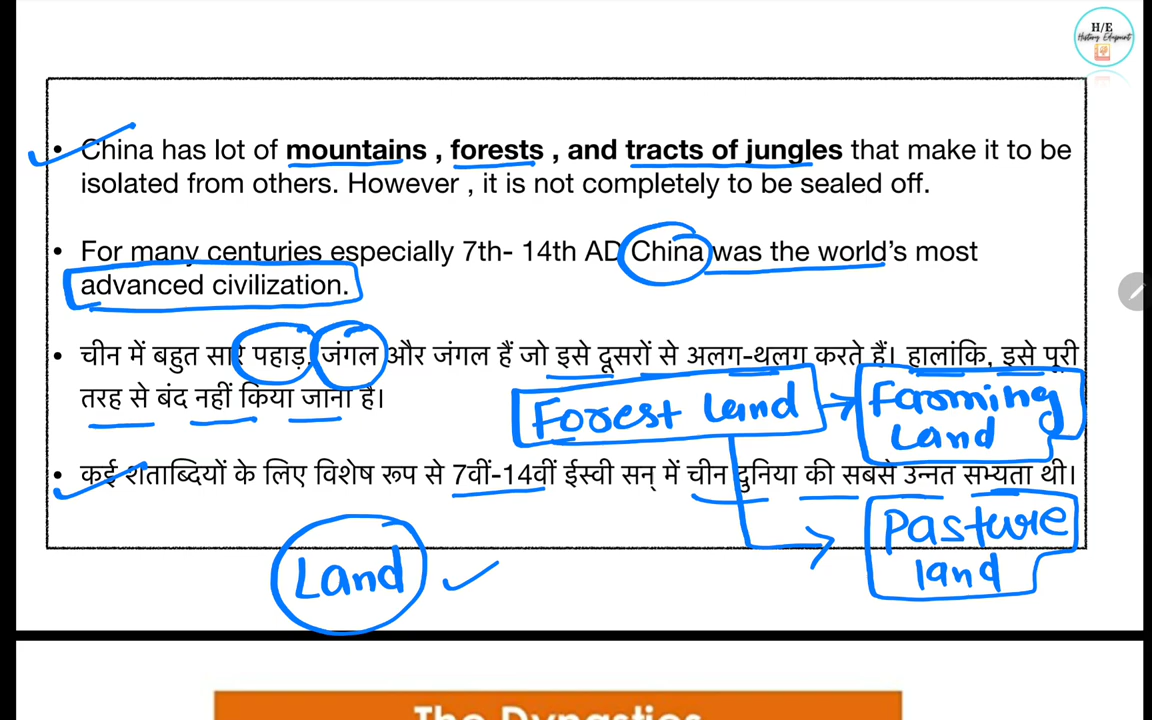 H/E
History Edupoint
• China has lot of mountains , forests , and tracts of jungles that make it to be
isolated from others. However , it is not completely to be sealed off.
• For many centuries especially 7th- 14th AD China was the world's most
advanced civilization.
• चीन में बहुत सारे पहाड़, जंगल और जंगल हैं जो इसे दूसरों से अलग-थलग करते हैं। हालांकि, इसे पूरी
तरह से बंद नहीं किया जाना है।
Forest land
Farming
Land
• कई शताब्दियों के लिए विशेष रूप से 7वीं-14वीं ईस्वी सन् में चीन दुनिया की सबसे उन्नत सभ्यता थी।
Pasture
land
Land
The Dynasties